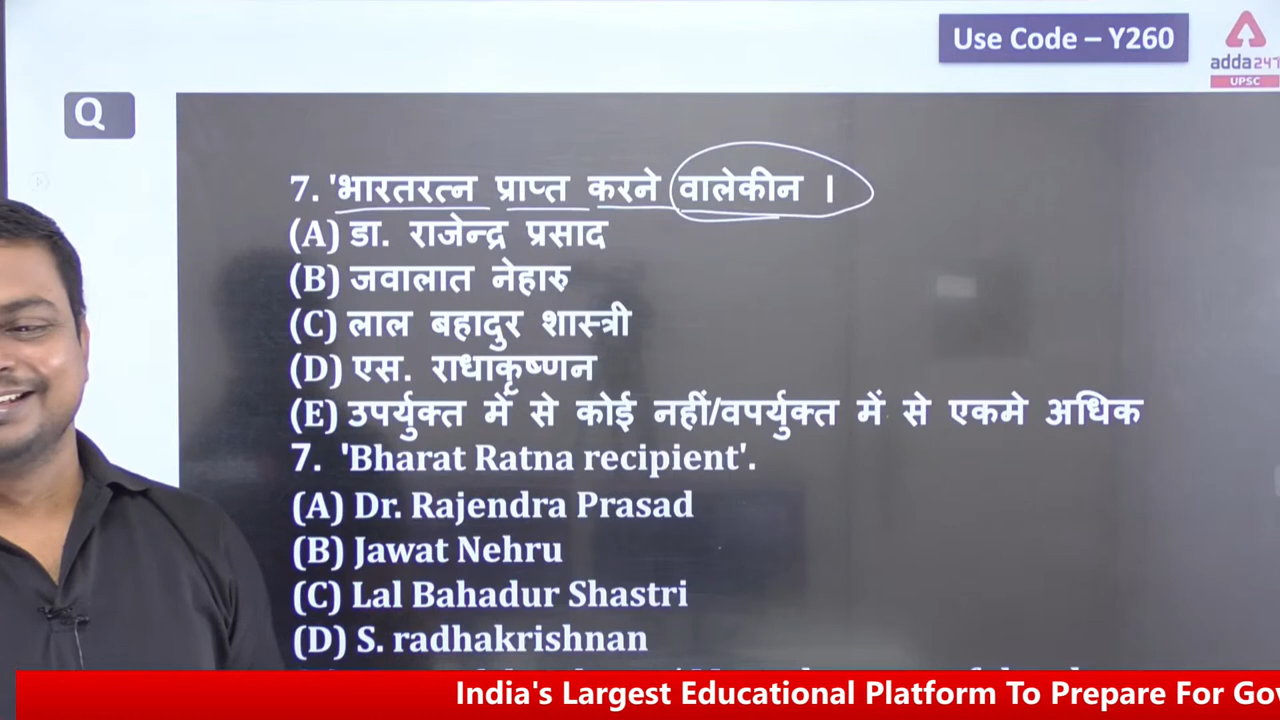 Use Code – Y260
adda247
UPSC
Q
7. 'भारतरत्न प्राप्त करने वालेकीन ।
(A) डा. राजेन्द्र प्रसाद
(B) जवालात नेहारु
(C) लाल बहादुर शास्त्री
(D) एस. राधाकृष्णन
(E) उपर्युक्त में से कोई नहीं/वपर्युक्त में से एकमे अधिक
7. 'Bharat Ratna recipient'.
(A) Dr. Rajendra Prasad
(B) Jawat Nehru
(C) Lal Bahadur Shastri
(D) S. radhakrishnan
India's Largest Educational Platform To Prepare For Gov